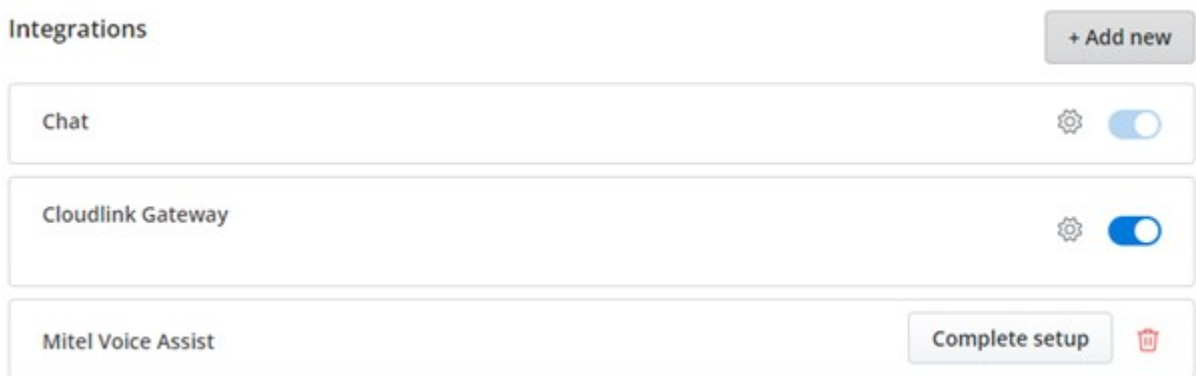 Integrations
+ Add new
Chat
Cloudlink Gateway
Mitel Voice Assist
Complete setup